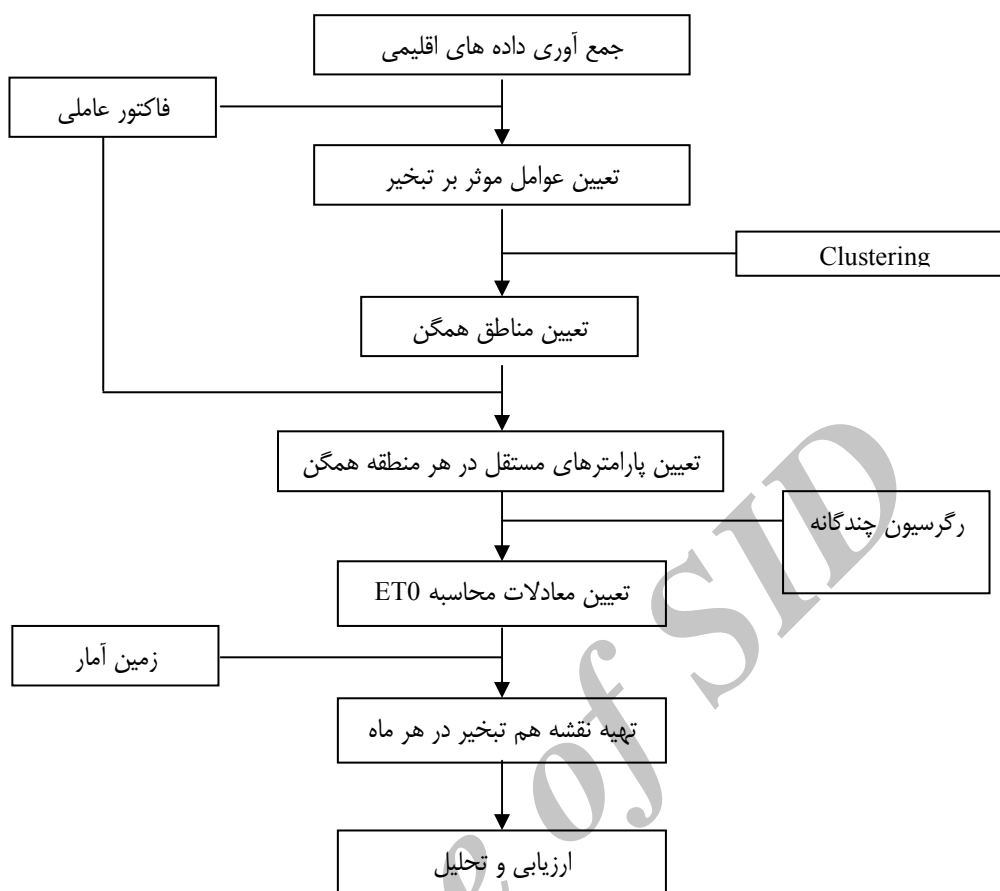 جمع آوری داده های اقلیمی
فاکتور عاملی
تعیین عوامل موثر بر تبخیر
Clustering
تعیین مناطق همگن
تعیین پارامترهای مستقل در هر منطقه همگن
رگرسیون چندگانه
تعیین معادلات محاسبه ET0
زمین آمار
تهیه نقشه هم تبخیر در هر ماه
ارزیابی و تحلیل
e of SID